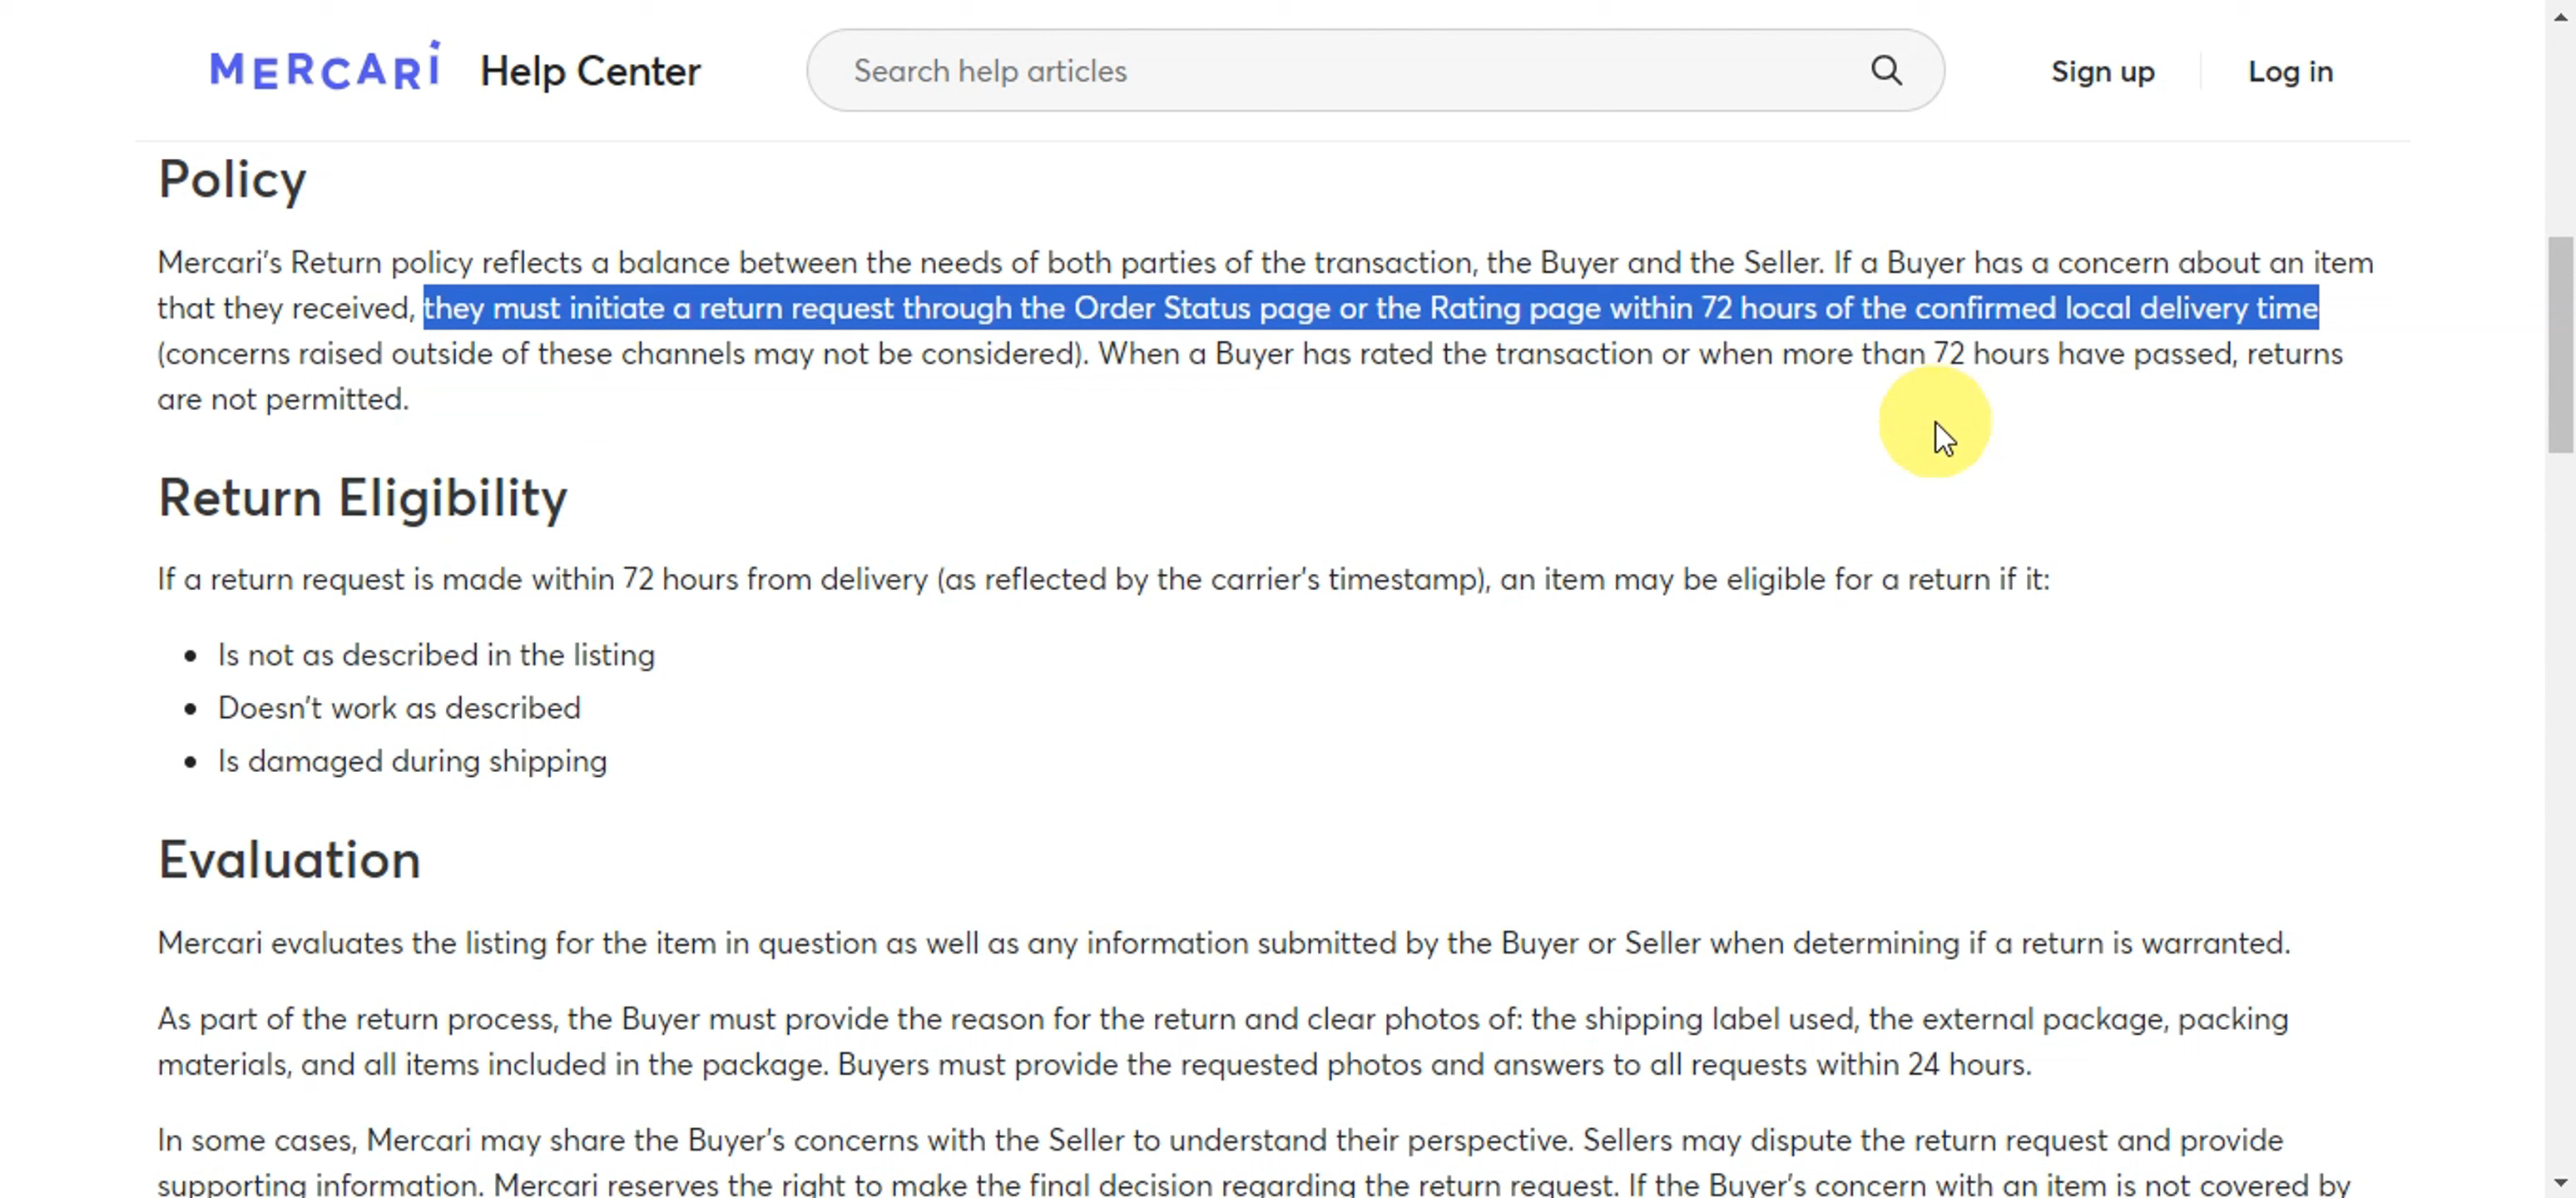 MERCARI Help Center Search help articles Sign up Log in
Policy
Mercari's Return policy reflects a balance between the needs of both parties of the transaction, the Buyer and the Seller. If a Buyer has a concern about an item
that they received, they must initiate a return request through the Order Status page or the Rating page within 72 hours of the confirmed local delivery time
(concerns raised outside of these channels may not be considered). When a Buyer has rated the transaction or when more than 72 hours have passed, returns
are not permitted.
Return Eligibility
If a return request is made within 72 hours from delivery (as reflected by the carrier's timestamp), an item may be eligible for a return if it:
• Is not as described in the listing
• Doesn't work as described
• Is damaged during shipping
Evaluation
Mercari evaluates the listing for the item in question as well as any information submitted by the Buyer or Seller when determining if a return is warranted.
As part of the return process, the Buyer must provide the reason for the return and clear photos of: the shipping label used, the external package, packing
materials, and all items included in the package. Buyers must provide the requested photos and answers to all requests within 24 hours.
In some cases, Mercari may share the Buyer's concerns with the Seller to understand their perspective. Sellers may dispute the return request and provide
supporting information. Mercari reserves the right to make the final decision regarding the return request. If the Buyer's concern with an item is not covered by